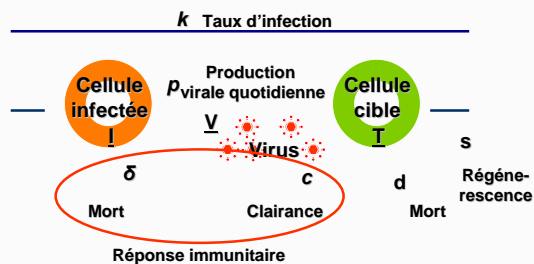 k Taux d’infection
Cellule
infectée
I
Production
p virale quotidienne
V
Virus
Cellule
cible
T
s
Régéne-
rescence
δ
c
d
Mort
Clairance
Mort
Réponse immunitaire